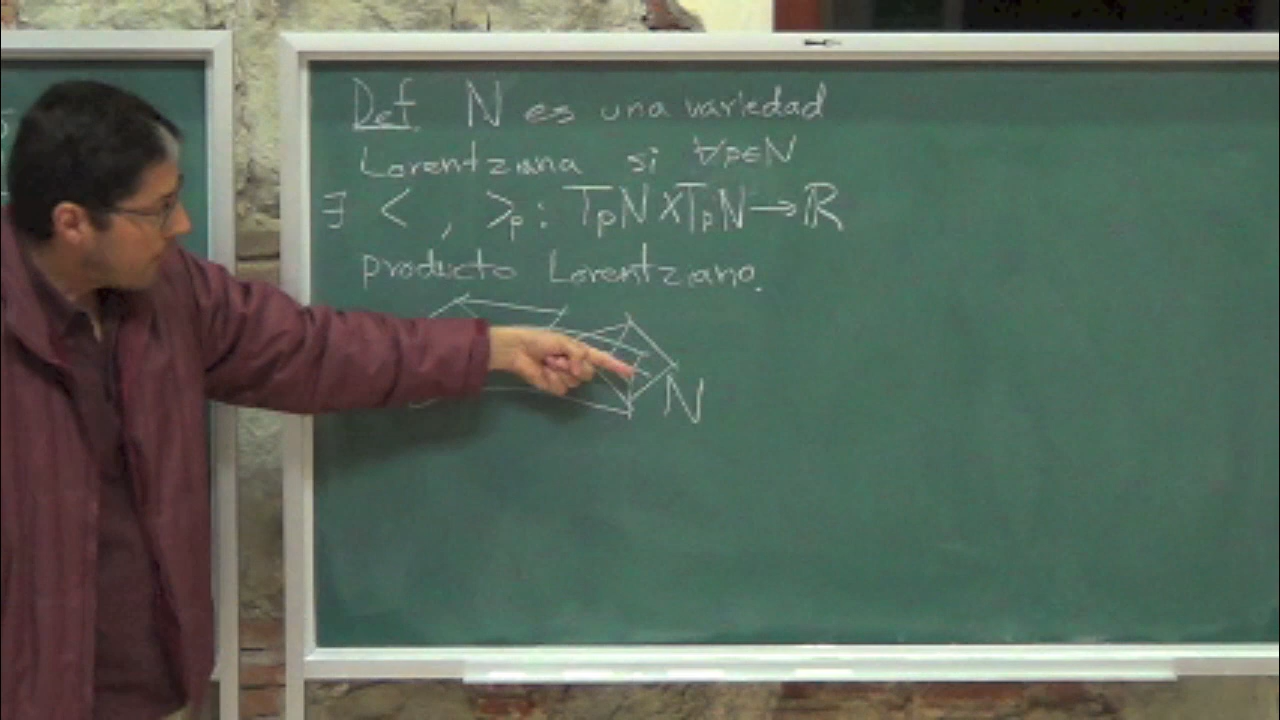 Def. N es una variedad
Lorentziana si ∀p∈N
∃ < , >ₚ : TₚN×TₚN→ℝ
producto Lorentziano.
N